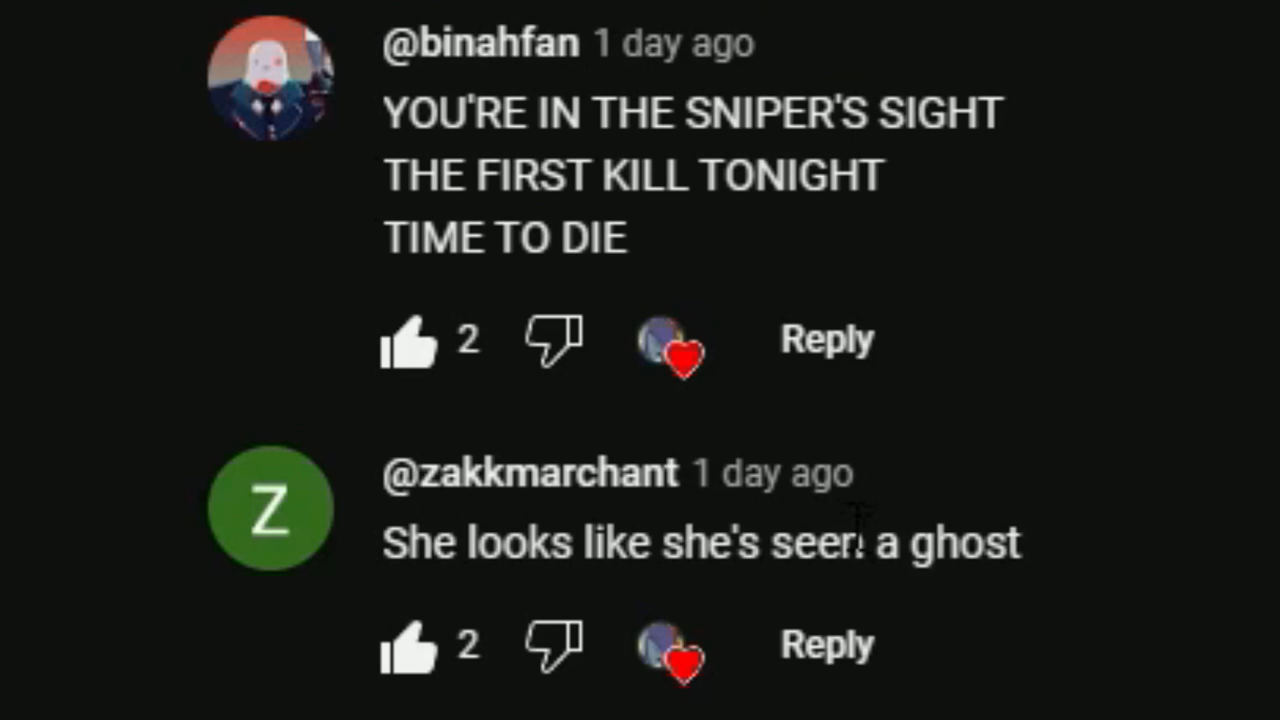 @binahfan 1 day ago
YOU'RE IN THE SNIPER'S SIGHT
THE FIRST KILL TONIGHT
TIME TO DIE
2 Reply
Z
@zakkmarchant 1 day ago
She looks like she's seen a ghost
2 Reply